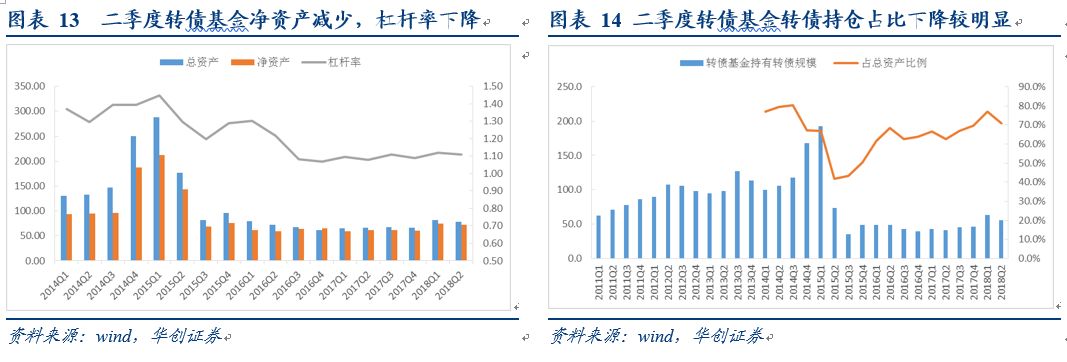 图表 13 二季度转债基金净资产减少，杠杆率下降
总资产 净资产 杠杆率
350.00
300.00
250.00
200.00
150.00
100.00
50.00
0.00
1.50
1.40
1.30
1.20
1.10
1.00
0.90
0.80
0.70
0.60
0.50
2014Q1
2014Q2
2014Q3
2014Q4
2015Q1
2015Q2
2015Q3
2015Q4
2016Q1
2016Q2
2016Q3
2016Q4
2017Q1
2017Q2
2017Q3
2017Q4
2018Q1
2018Q2
资料来源：wind，华创证券
图表 14 二季度转债基金转债持仓占比下降较明显
转债基金持有转债规模 占总资产比例
250.0
200.0
150.0
100.0
50.0
0.0
90.0%
80.0%
70.0%
60.0%
50.0%
40.0%
30.0%
20.0%
10.0%
0.0%
2011Q1
2011Q2
2011Q3
2011Q4
2012Q1
2012Q2
2012Q3
2012Q4
2013Q1
2013Q2
2013Q3
2013Q4
2014Q1
2014Q2
2014Q3
2014Q4
2015Q1
2015Q2
2015Q3
2015Q4
2016Q1
2016Q2
2016Q3
2016Q4
2017Q1
2017Q2
2017Q3
2017Q4
2018Q1
2018Q2
资料来源：wind，华创证券